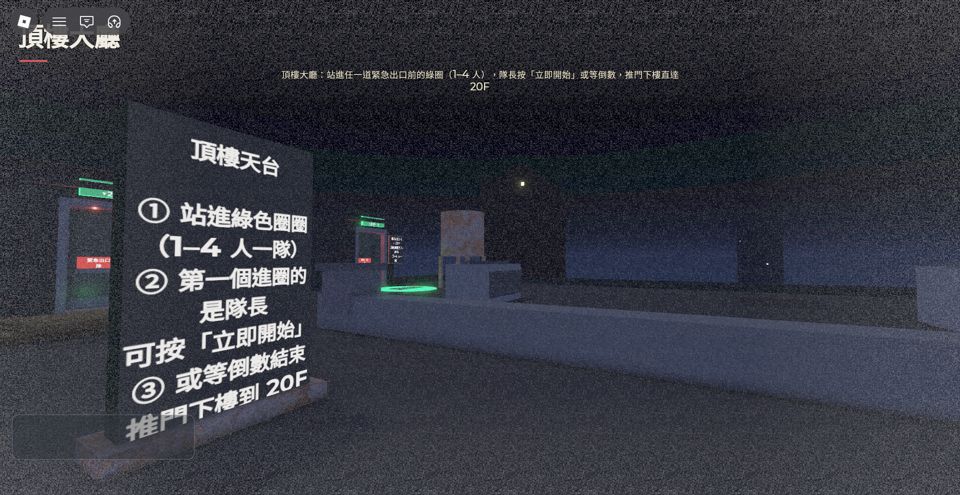 頂樓大廳
頂樓大廳：站進任一道緊急出口前的綠圈（1–4 人），隊長按「立即開始」或等倒數，推門下樓直達
20F
頂樓天台
① 站進綠色圈圈
（1–4 人一隊）
② 第一個進圈的
是隊長
可按「立即開始」
③ 或等倒數結束
推門下樓到 20F
緊急出口